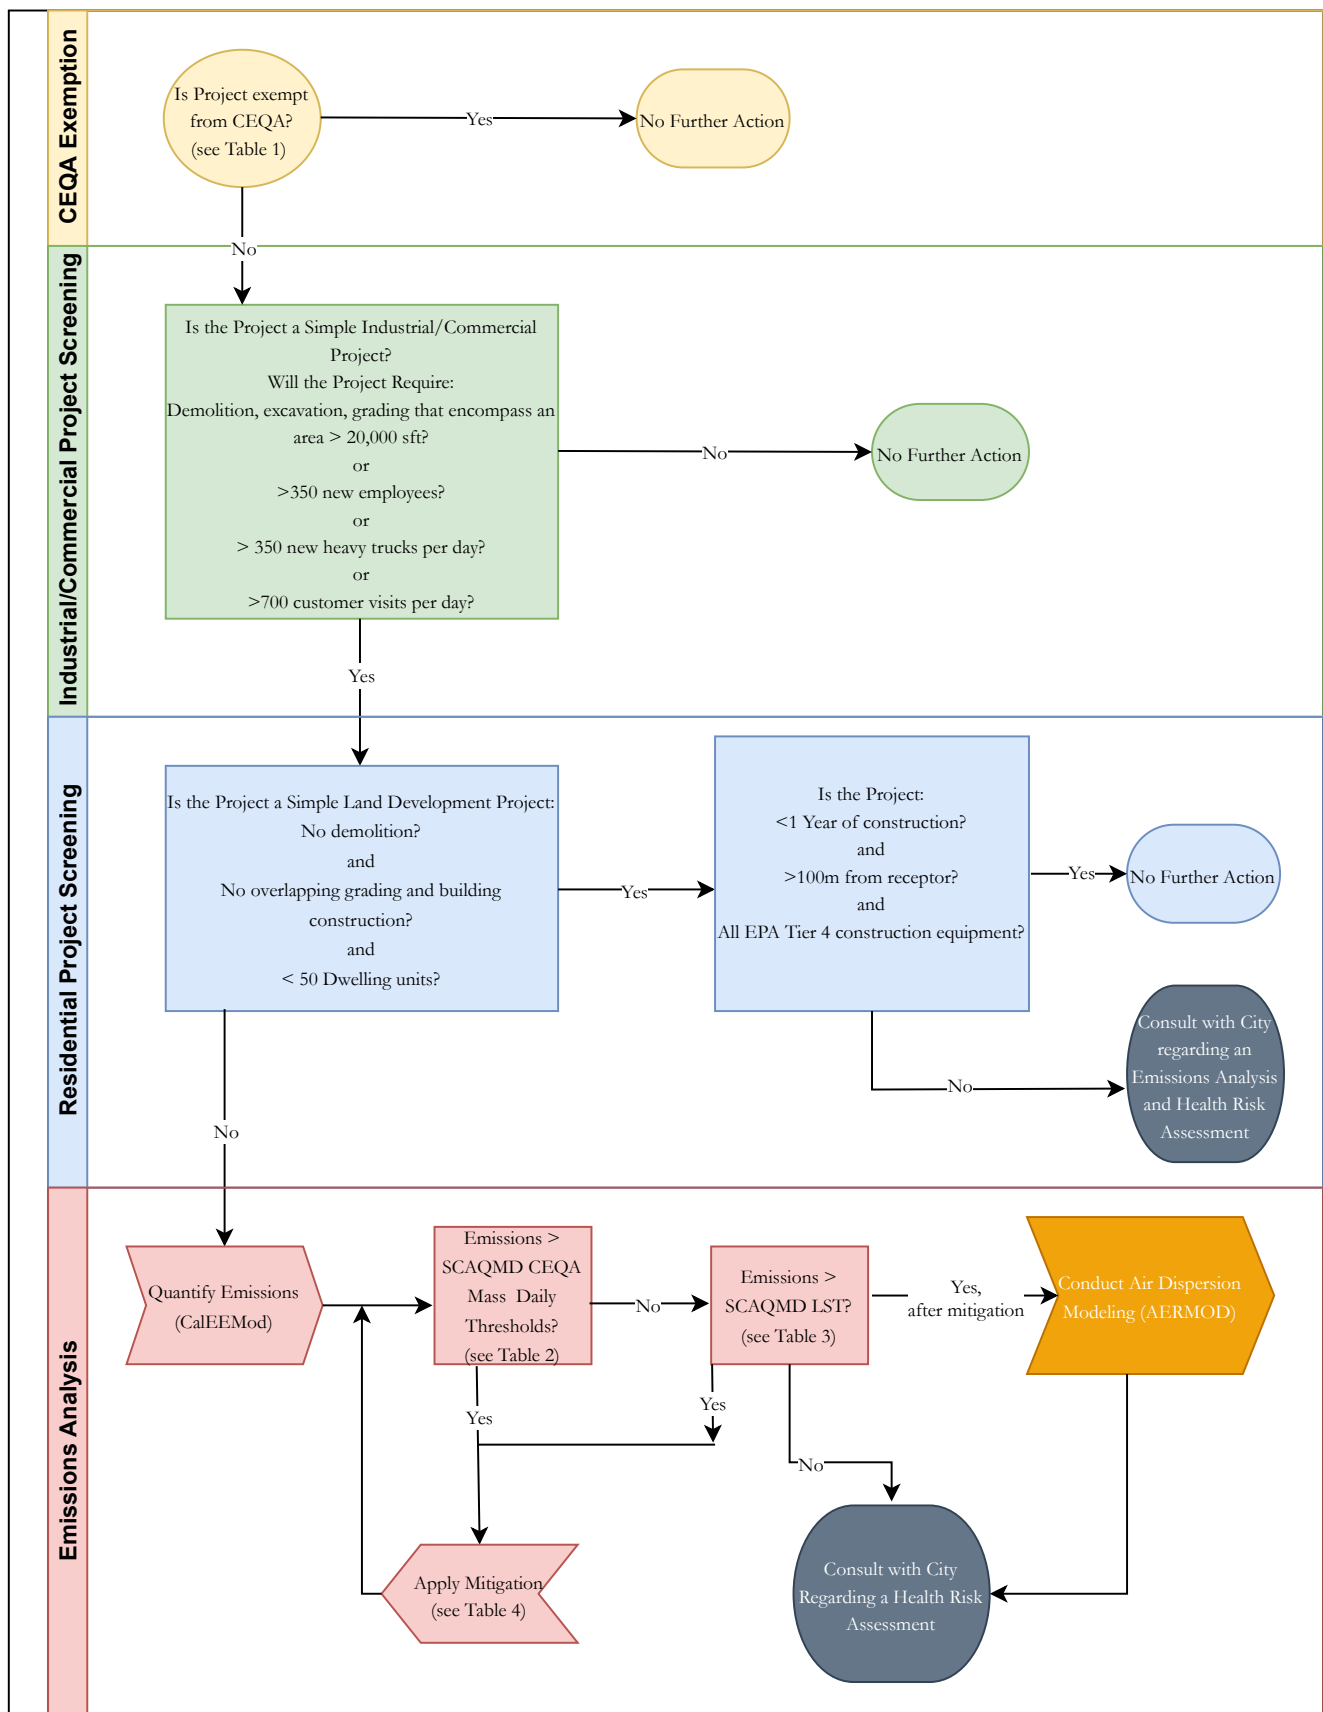 CEQA Exemption
Is Project exempt
from CEQA?
(see Table 1)
Yes
No Further Action
No
Industrial/Commercial Project Screening
Is the Project a Simple Industrial/Commercial
Project?
Will the Project Require:
Demolition, excavation, grading that encompass an
area > 20,000 sft?
or
>350 new employees?
or
> 350 new heavy trucks per day?
or
>700 customer visits per day?
No
No Further Action
Yes
Residential Project Screening
Is the Project a Simple Land Development Project:
No demolition?
and
No overlapping grading and building
construction?
and
< 50 Dwelling units?
Yes
Is the Project:
<1 Year of construction?
and
>100m from receptor?
and
All EPA Tier 4 construction equipment?
Yes
No Further Action
No
Consult with City
regarding an
Emissions Analysis
and Health Risk
Assessment
No
Emissions Analysis
Quantify Emissions
(CalEEMod)
Emissions >
SCAQMD CEQA
Mass Daily
Thresholds?
(see Table 2)
No
Emissions >
SCAQMD LST?
(see Table 3)
Yes,
after mitigation
Conduct Air Dispersion
Modeling (AERMOD)
Yes
Yes
No
Apply Mitigation
(see Table 4)
Consult with City
Regarding a Health Risk
Assessment